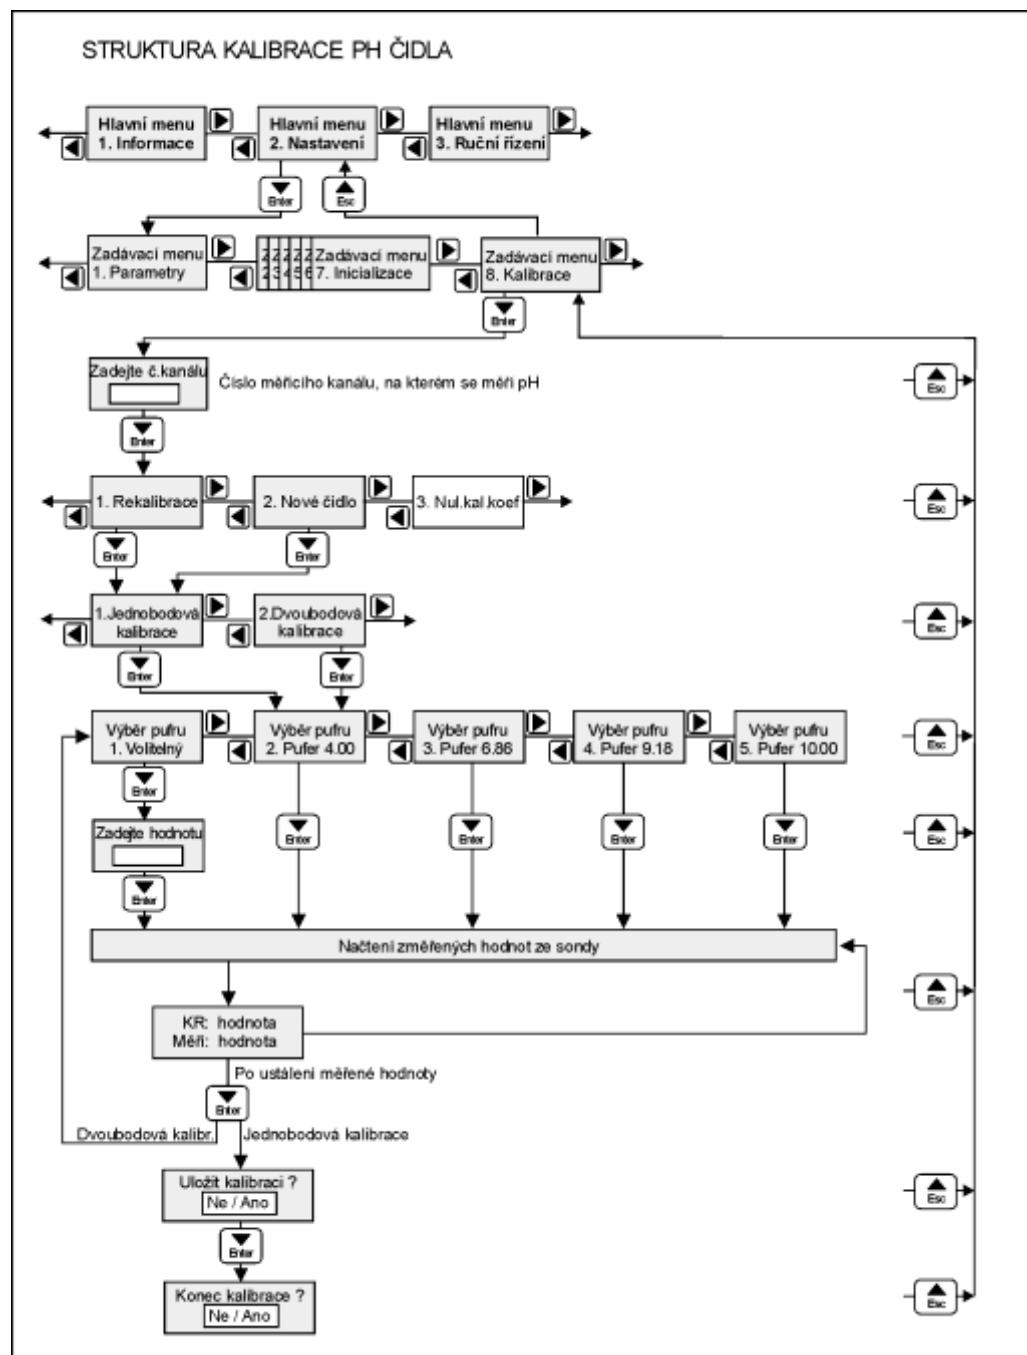 STRUKTURA KALIBRACE PH ČIDLA
Hlavní menu
1. Informace
Hlavní menu
2. Nastavení
Hlavní menu
3. Ruční řízení
Enter
Esc
Zadávací menu
1. Parametry
Z Z Z Z Z
2 3 4 5 6
Zadávací menu
7. Inicializace
Zadávací menu
8. Kalibrace
Enter
Zadejte č.kanálu
Číslo měřicího kanálu, na kterém se měří pH
Esc
Enter
1. Rekalibrace
2. Nové čidlo
3. Nul.kal.koef
Esc
Enter
Enter
1.Jednobodová
kalibrace
2.Dvoubodová
kalibrace
Esc
Enter
Enter
Výběr pufru
1. Volitelný
Výběr pufru
2. Pufer 4.00
Výběr pufru
3. Pufer 6.86
Výběr pufru
4. Pufer 9.18
Výběr pufru
5. Pufer 10.00
Esc
Enter
Zadejte hodnotu
Enter
Enter
Enter
Enter
Esc
Enter
Načtení změřených hodnot ze sondy
Esc
KR: hodnota
Měří: hodnota
Po ustálení měřené hodnoty
Enter
Dvoubodová kalibr.
Jednobodová kalibrace
Uložit kalibraci ?
Ne / Ano
Esc
Enter
Konec kalibrace ?
Ne / Ano
Esc